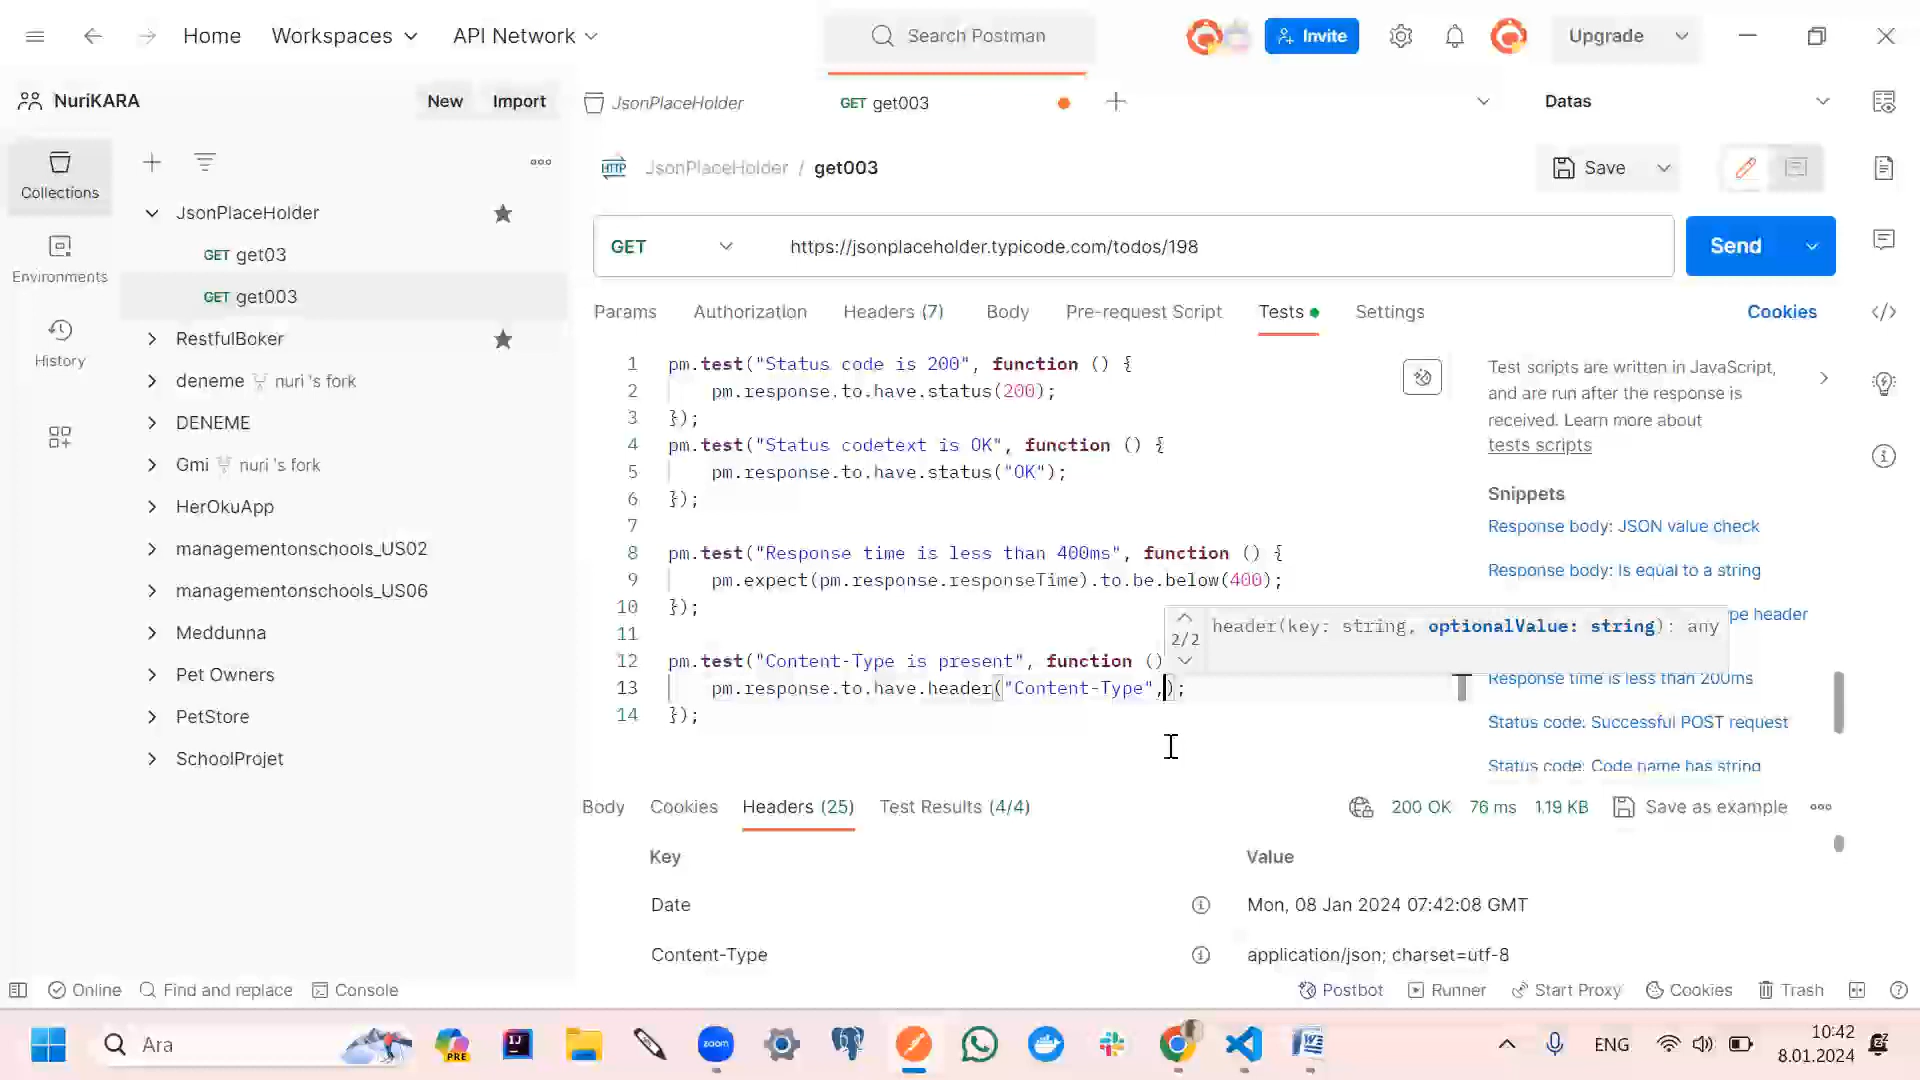 Home
Workspaces
API Network
Search Postman
Invite
Upgrade
NuriKARA
New
Import
JsonPlaceHolder
GET get003
Datas
Collections
Environments
History
JsonPlaceHolder
GET get03
GET get003
RestfulBoker
deneme nuri 's fork
DENEME
Gmi nuri 's fork
HerOkuApp
managementonschools_US02
managementonschools_US06
Meddunna
Pet Owners
PetStore
SchoolProjet
HTTP JsonPlaceHolder / get003
Save
GET
https://jsonplaceholder.typicode.com/todos/198
Send
Params
Authorization
Headers (7)
Body
Pre-request Script
Tests
Settings
Cookies
1 pm.test("Status code is 200", function () {
2 pm.response.to.have.status(200);
3 });
4 pm.test("Status codetext is OK", function () {
5 pm.response.to.have.status("OK");
6 });
7
8 pm.test("Response time is less than 400ms", function () {
9 pm.expect(pm.response.responseTime).to.be.below(400);
10 });
11
12 pm.test("Content-Type is present", function ()
13 pm.response.to.have.header("Content-Type",);
14 });
2/2
header(key: string, optionalValue: string): any
Test scripts are written in JavaScript,
and are run after the response is
received. Learn more about
tests scripts
Snippets
Response body: JSON value check
Response body: Is equal to a string
pe header
Response time is less than 200ms
Status code: Successful POST request
Status code: Code name has string
Body
Cookies
Headers (25)
Test Results (4/4)
200 OK
76 ms
1.19 KB
Save as example
Key
Value
Date
Mon, 08 Jan 2024 07:42:08 GMT
Content-Type
application/json; charset=utf-8
Online
Find and replace
Console
Postbot
Runner
Start Proxy
Cookies
Trash
Ara
PRE
IJ
zoom
ENG
10:42
8.01.2024